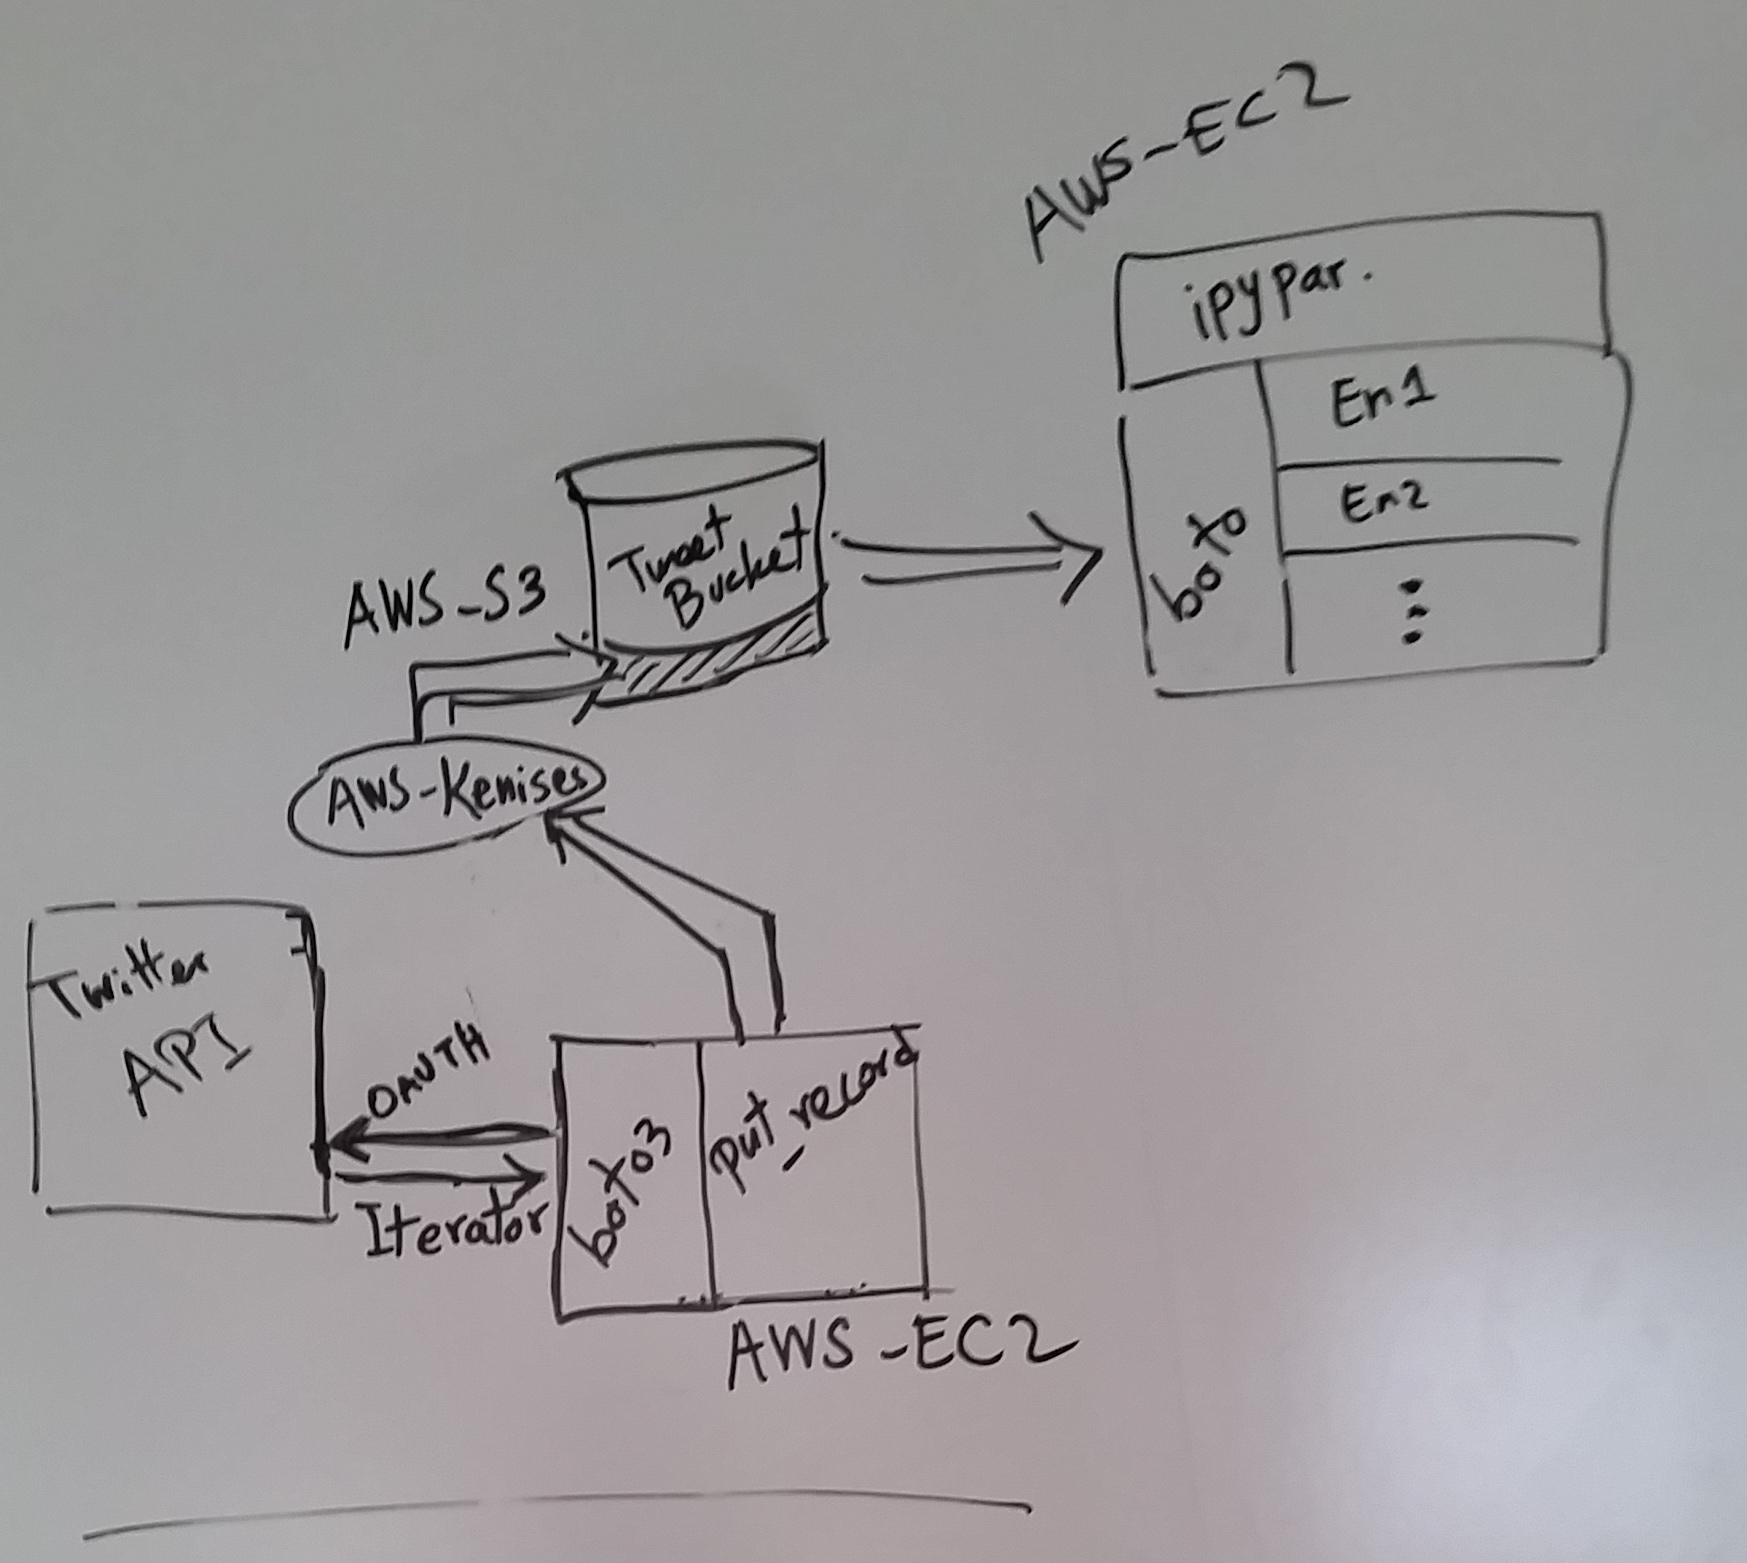 AWS-EC2
ipypar.
En1
En2
boto
Tweet
Bucket
AWS-S3
AWS-Kenises
Twitter
API
OAUTH
Iterator
boto3
put_record
AWS-EC2